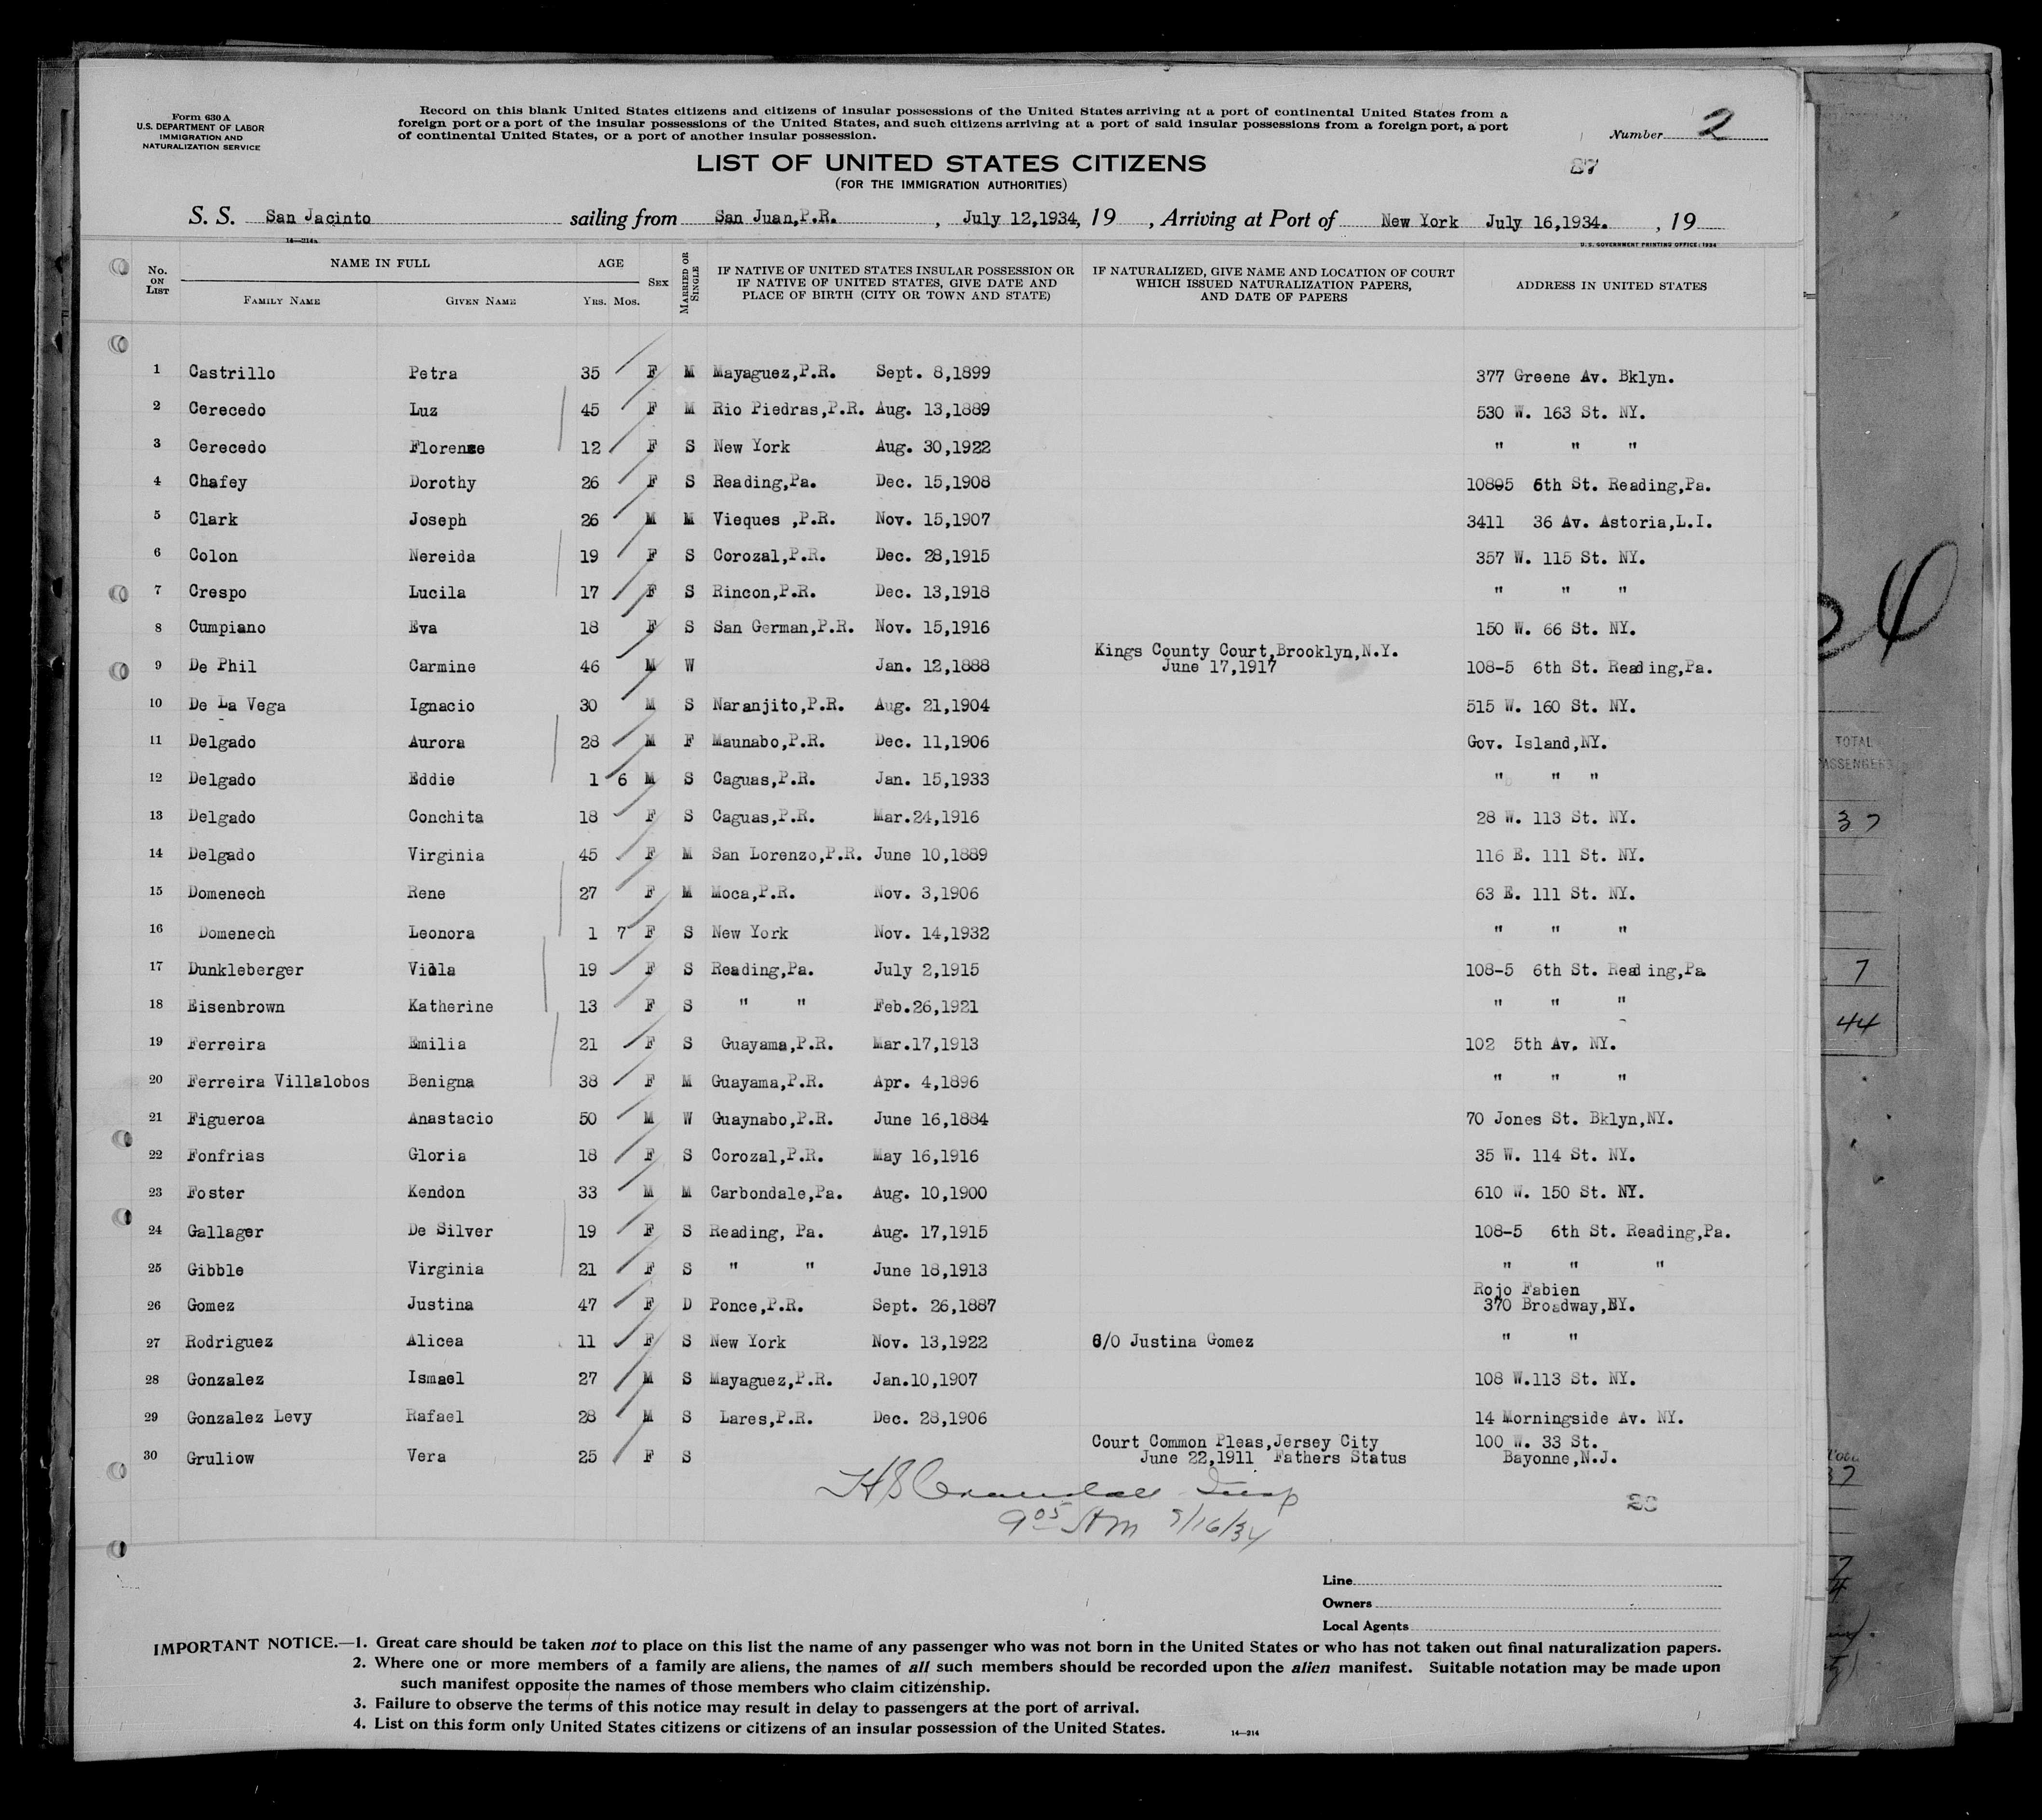 Form 630 A
U.S. DEPARTMENT OF LABOR
IMMIGRATION AND
NATURALIZATION SERVICE
Record on this blank United States citizens and citizens of insular possessions of the United States arriving at a port of continental United States from a
foreign port or a port of the insular possessions of the United States, and such citizens arriving at a port of said insular possessions from a foreign port, a port
of continental United States, or a port of another insular possession.
Number 2
LIST OF UNITED STATES CITIZENS
87
(FOR THE IMMIGRATION AUTHORITIES)
S. S. San Jacinto sailing from San Juan,P.R. , July 12,1934, 19 , Arriving at Port of New York July 16,1934. , 19
14—214a
U. S. GOVERNMENT PRINTING OFFICE: 1934
No. ON LIST NAME IN FULL AGE SEX MARRIED OR SINGLE IF NATIVE OF UNITED STATES INSULAR POSSESSION OR IF NATIVE OF UNITED STATES, GIVE DATE AND PLACE OF BIRTH (CITY OR TOWN AND STATE) IF NATURALIZED, GIVE NAME AND LOCATION OF COURT WHICH ISSUED NATURALIZATION PAPERS, AND DATE OF PAPERS ADDRESS IN UNITED STATES
FAMILY NAME GIVEN NAME YRS. MOS.
1 Castrillo Petra 35 F M Mayaguez,P.R. Sept. 8,1899 377 Greene Av. Bklyn.
2 Cerecedo Luz 45 F M Rio Piedras,P.R. Aug. 13,1889 530 W. 163 St. NY.
3 Cerecedo Florence 12 F S New York Aug. 30,1922 " " "
4 Chafey Dorothy 26 F S Reading,Pa. Dec. 15,1908 10805 6th St. Reading,Pa.
5 Clark Joseph 26 M M Vieques ,P.R. Nov. 15,1907 3411 36 Av. Astoria,L.I.
6 Colon Nereida 19 F S Corozal,P.R. Dec. 28,1915 357 W. 115 St. NY.
7 Crespo Lucila 17 F S Rincon,P.R. Dec. 13,1918 " " "
8 Cumpiano Eva 18 F S San German,P.R. Nov. 15,1916 150 W. 66 St. NY.
Kings County Court,Brooklyn,N.Y.
9 De Phil Carmine 46 M W Jan. 12,1888 June 17,1917 108-5 6th St. Reading,Pa.
10 De La Vega Ignacio 30 M S Naranjito,P.R. Aug. 21,1904 515 W. 160 St. NY.
11 Delgado Aurora 28 M F Maunabo,P.R. Dec. 11,1906 Gov. Island,NY.
12 Delgado Eddie 1 6 M S Caguas,P.R. Jan. 15,1933 " " "
13 Delgado Conchita 18 F S Caguas,P.R. Mar.24,1916 28 W. 113 St. NY.
14 Delgado Virginia 45 F M San Lorenzo,P.R. June 10,1889 116 E. 111 St. NY.
15 Domenech Rene 27 F M Moca,P.R. Nov. 3,1906 63 E. 111 St. NY.
16 Domenech Leonora 1 7 F S New York Nov. 14,1932 " " "
17 Dunkleberger 19 F S Reading,Pa. July 2,1915 108-5 6th St. Reading,Pa
18 Eisenbrown Katherine 13 F S " " Feb.26,1921 " " "
19 Ferreira Emilia 21 F S Guayama,P.R. Mar.17,1913 102 5th Av. NY.
20 Ferreira Villalobos Benigna 38 F M Guayama,P.R. Apr. 4,1896 " " "
21 Figueroa Anastacio 50 M W Guaynabo,P.R. June 16,1884 70 Jones St. Bklyn,NY.
22 Fonfrias Gloria 18 F S Corozal,P.R. May 16,1916 35 W. 114 St. NY.
23 Foster Kendon 33 M M Carbondale,Pa. Aug. 10,1900 610 W. 150 St. NY.
24 Gallager De Silver 19 F S Reading, Pa. Aug. 17,1915 108-5 6th St. Reading,Pa.
25 Gibble Virginia 21 F S " " June 18,1913 " " "
Rojo Fabien
26 Gomez Justina 47 F D Ponce,P.R. Sept. 26,1887 370 Broadway,NY.
27 Rodriguez Alicea 11 F S New York Nov. 13,1922 C/O Justina Gomez " "
28 Gonzalez Ismael 27 M S Mayaguez,P.R. Jan.10,1907 108 W.113 St. NY.
29 Gonzalez Levy Rafael 28 M S Lares,P.R. Dec. 28,1906 14 Morningside Av. NY.
Court Common Pleas,Jersey City 100 W. 33 St.
30 Gruliow Vera 25 F S June 22,1911 Fathers Status Bayonne,N.J.
Insp
9 05 AM 7/16/34
Line
Owners
Local Agents
IMPORTANT NOTICE.—1. Great care should be taken not to place on this list the name of any passenger who was not born in the United States or who has not taken out final naturalization papers.
2. Where one or more members of a family are aliens, the names of all such members should be recorded upon the alien manifest. Suitable notation may be made upon
such manifest opposite the names of those members who claim citizenship.
3. Failure to observe the terms of this notice may result in delay to passengers at the port of arrival.
4. List on this form only United States citizens or citizens of an insular possession of the United States.
14—214
TOTAL
PASSENGERS
37
7
44